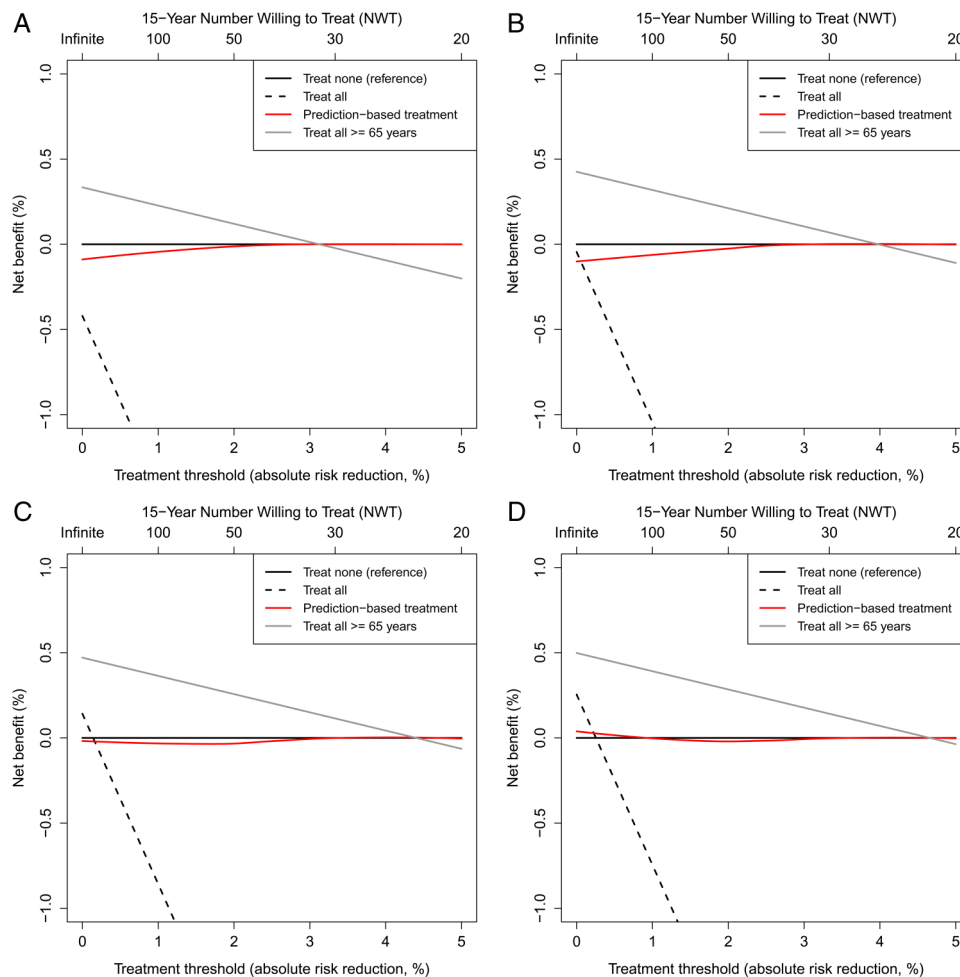 A
15−Year Number Willing to Treat (NWT)
Infinite 100 50 30 20
Treat none (reference)
Treat all
Prediction−based treatment
Treat all >= 65 years
Net benefit (%)
1.0
0.5
0.0
−0.5
−1.0
0 1 2 3 4 5
Treatment threshold (absolute risk reduction, %)
B
15−Year Number Willing to Treat (NWT)
Infinite 100 50 30 20
Treat none (reference)
Treat all
Prediction−based treatment
Treat all >= 65 years
Net benefit (%)
1.0
0.5
0.0
−0.5
−1.0
0 1 2 3 4 5
Treatment threshold (absolute risk reduction, %)
C
15−Year Number Willing to Treat (NWT)
Infinite 100 50 30 20
Treat none (reference)
Treat all
Prediction−based treatment
Treat all >= 65 years
Net benefit (%)
1.0
0.5
0.0
−0.5
−1.0
0 1 2 3 4 5
Treatment threshold (absolute risk reduction, %)
D
15−Year Number Willing to Treat (NWT)
Infinite 100 50 30 20
Treat none (reference)
Treat all
Prediction−based treatment
Treat all >= 65 years
Net benefit (%)
1.0
0.5
0.0
−0.5
−1.0
0 1 2 3 4 5
Treatment threshold (absolute risk reduction, %)